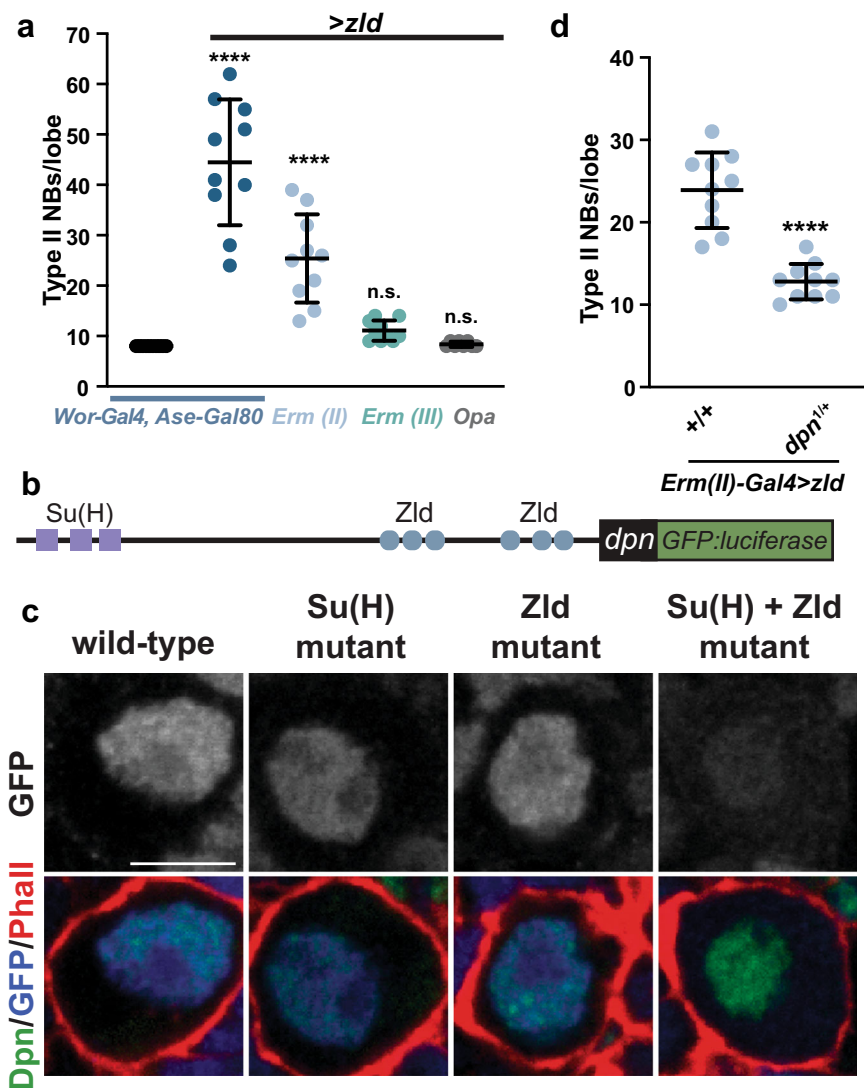 a
>zld
Type II NBs/lobe
70
60
50
40
30
20
10
0
****
****
n.s.
n.s.
Wor-Gal4, Ase-Gal80 Erm (II) Erm (III) Opa
d
Type II NBs/lobe
40
30
20
10
0
****
+/+
dpn1/+
Erm(II)-Gal4>zld
b
Su(H) Zld Zld
dpn GFP:luciferase
c
wild-type
Su(H)
mutant
Zld
mutant
Su(H) + Zld
mutant
GFP
Dpn/GFP/Phall